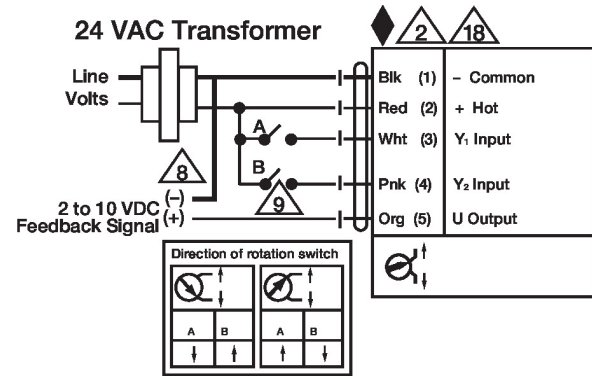 24 VAC Transformer
2 18
Line
Volts
Blk (1) – Common
Red (2) + Hot
A
Wht (3) Y1 Input
B
Pnk (4) Y2 Input
8
9
2 to 10 VDC (–)
Feedback Signal (+)
Org (5) U Output
Direction of rotation switch
A B A B